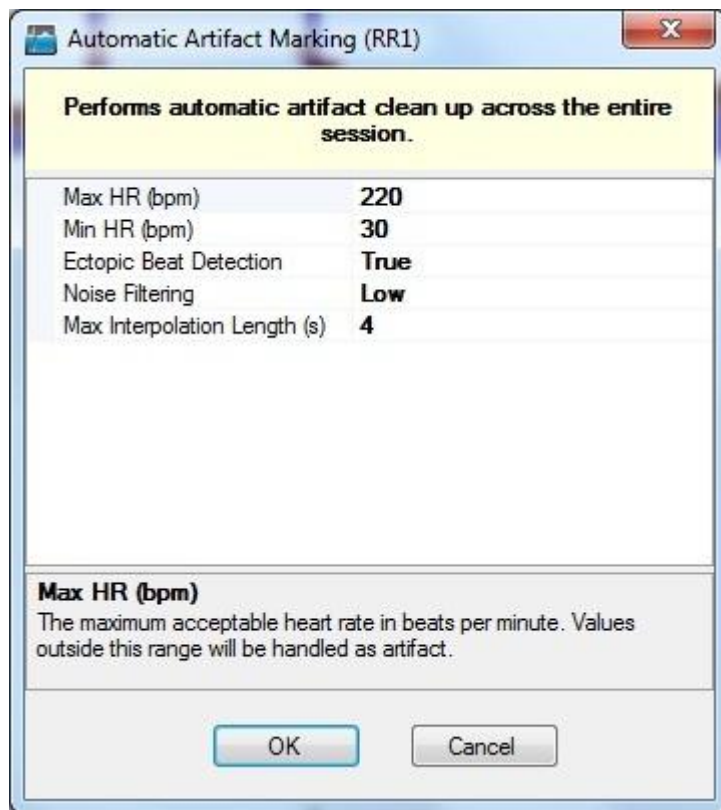 Automatic Artifact Marking (RR1)
Performs automatic artifact clean up across the entire
session.
Max HR (bpm) 220
Min HR (bpm) 30
Ectopic Beat Detection True
Noise Filtering Low
Max Interpolation Length (s) 4
Max HR (bpm)
The maximum acceptable heart rate in beats per minute. Values
outside this range will be handled as artifact.
OK Cancel